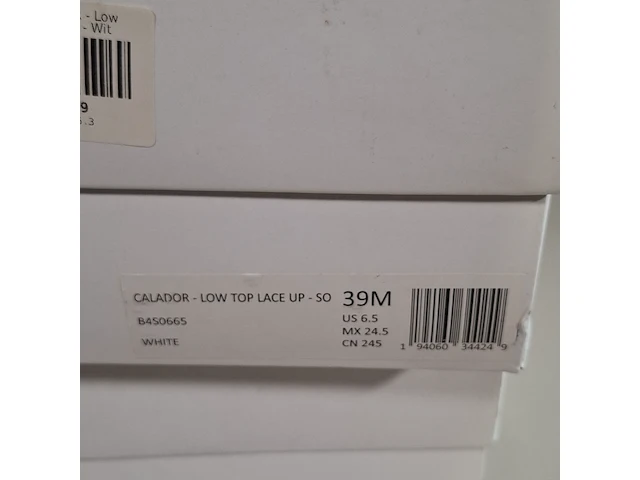 - Low
- Wit
9
.3
CALADOR - LOW TOP LACE UP - SO 39M
B4S0665 US 6.5
MX 24.5
WHITE CN 245
1 94060 34424 9